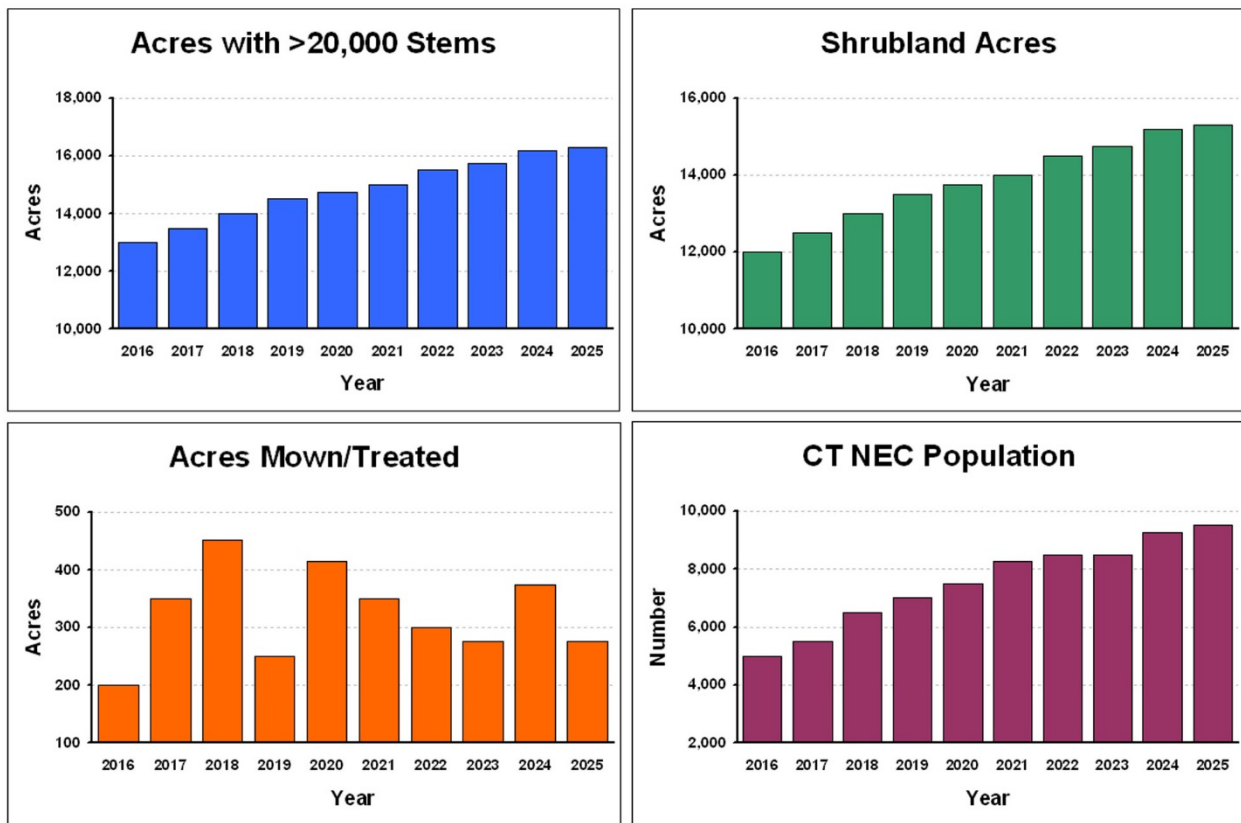 Acres with >20,000 Stems
18,000
16,000
14,000
12,000
10,000
Acres
2016 2017 2018 2019 2020 2021 2022 2023 2024 2025
Year
Shrubland Acres
16,000
14,000
12,000
10,000
Acres
2016 2017 2018 2019 2020 2021 2022 2023 2024 2025
Year
Acres Mown/Treated
500
400
300
200
100
Acres
2016 2017 2018 2019 2020 2021 2022 2023 2024 2025
Year
CT NEC Population
10,000
8,000
6,000
4,000
2,000
Number
2016 2017 2018 2019 2020 2021 2022 2023 2024 2025
Year